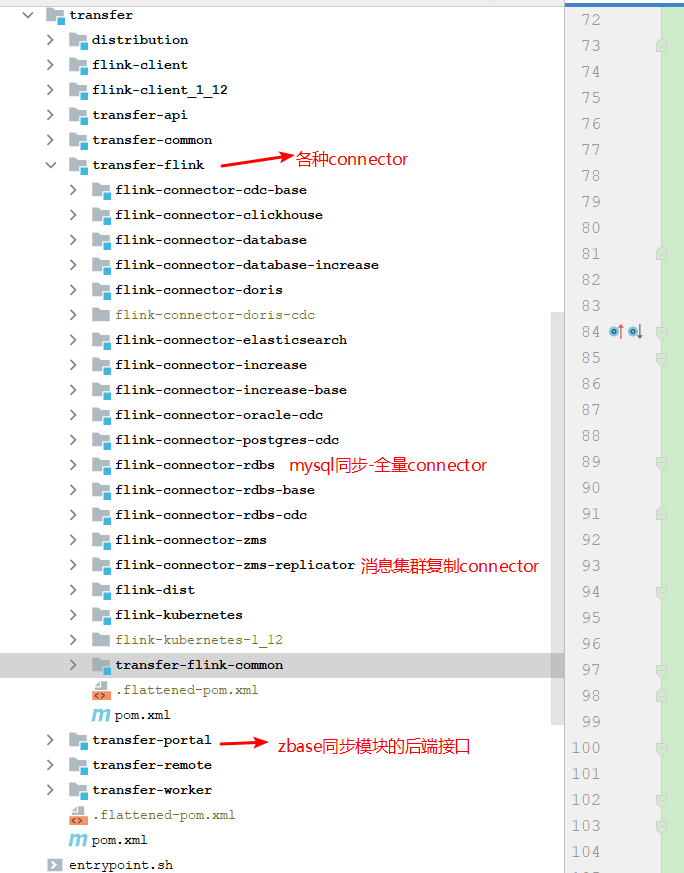 transfer
distribution
flink-client
flink-client_1_12
transfer-api
transfer-common
transfer-flink 各种connector
flink-connector-cdc-base
flink-connector-clickhouse
flink-connector-database
flink-connector-database-increase
flink-connector-doris
flink-connector-doris-cdc
flink-connector-elasticsearch
flink-connector-increase
flink-connector-increase-base
flink-connector-oracle-cdc
flink-connector-postgres-cdc
flink-connector-rdbs mysql同步-全量connector
flink-connector-rdbs-base
flink-connector-rdbs-cdc
flink-connector-zms
flink-connector-zms-replicator 消息集群复制connector
flink-dist
flink-kubernetes
flink-kubernetes-1_12
transfer-flink-common
.flattened-pom.xml
m pom.xml
transfer-portal zbase同步模块的后端接口
transfer-remote
transfer-worker
.flattened-pom.xml
m pom.xml
entrypoint.sh
72
73
74
75
76
77
78
79
80
81
82
83
84
85
86
87
88
89
90
91
92
93
94
95
96
97
98
99
100
101
102
103
104